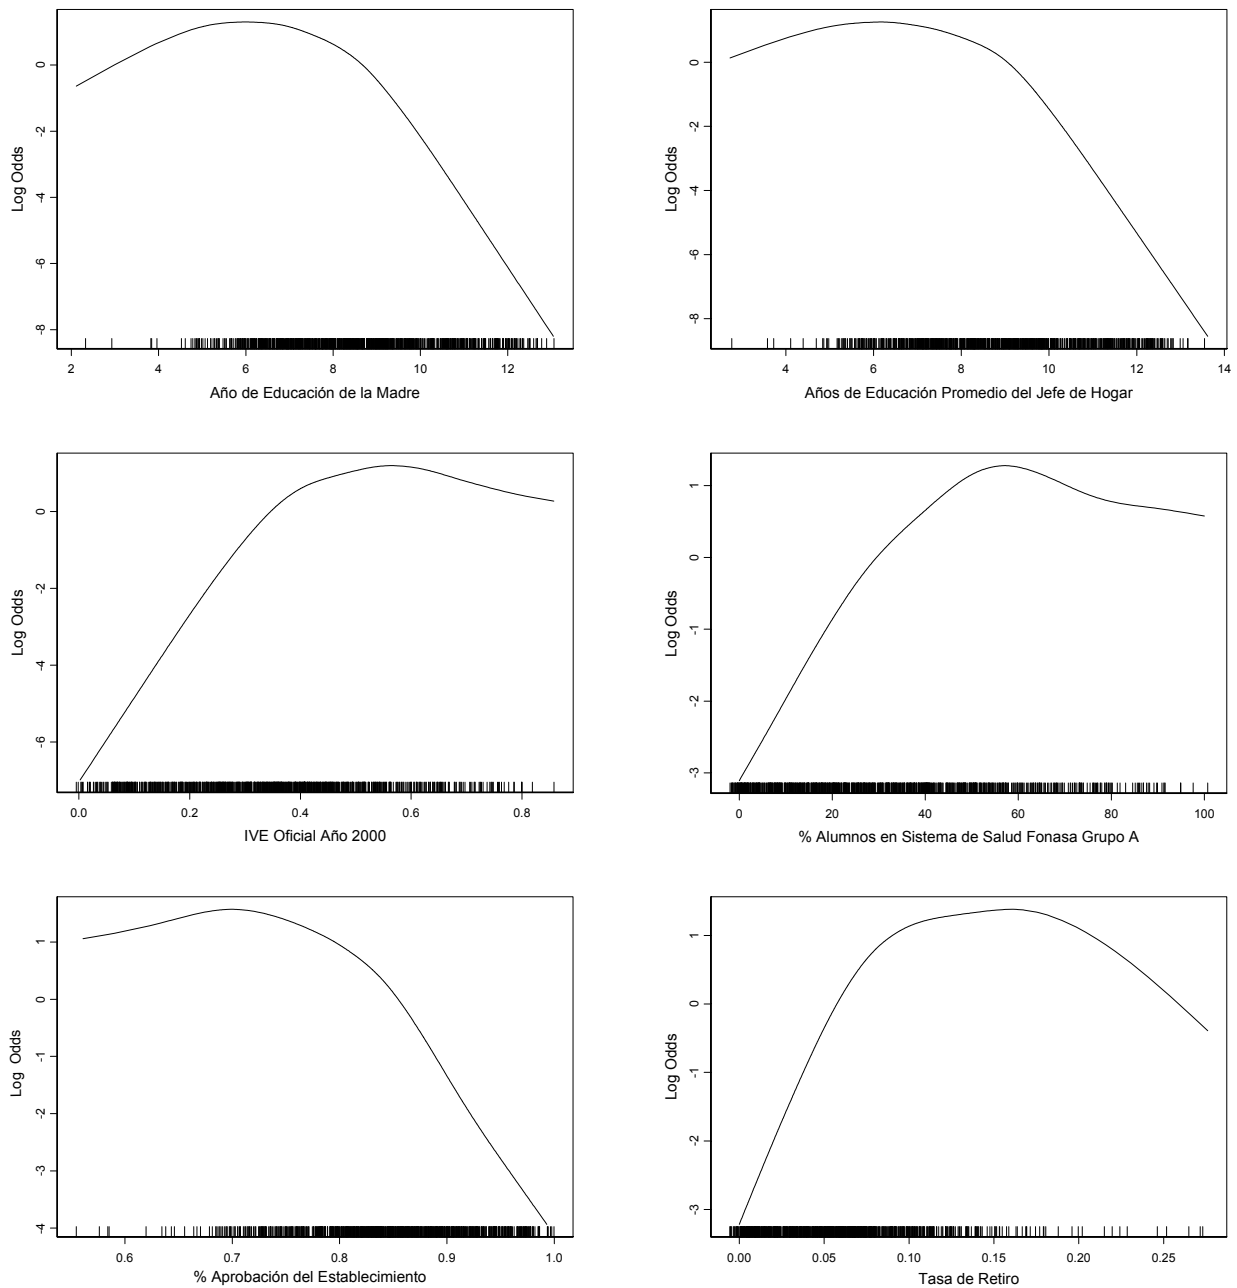 Log Odds
0
-2
-4
-6
-8
2 4 6 8 10 12
Año de Educación de la Madre
Log Odds
0
-2
-4
-6
-8
4 6 8 10 12 14
Años de Educación Promedio del Jefe de Hogar
Log Odds
0
-2
-4
-6
0.0 0.2 0.4 0.6 0.8
IVE Oficial Año 2000
Log Odds
1
0
-1
-2
-3
0 20 40 60 80 100
% Alumnos en Sistema de Salud Fonasa Grupo A
Log Odds
1
0
-1
-2
-3
-4
0.6 0.7 0.8 0.9 1.0
% Aprobación del Establecimiento
Log Odds
1
0
-1
-2
-3
0.00 0.05 0.10 0.15 0.20 0.25
Tasa de Retiro